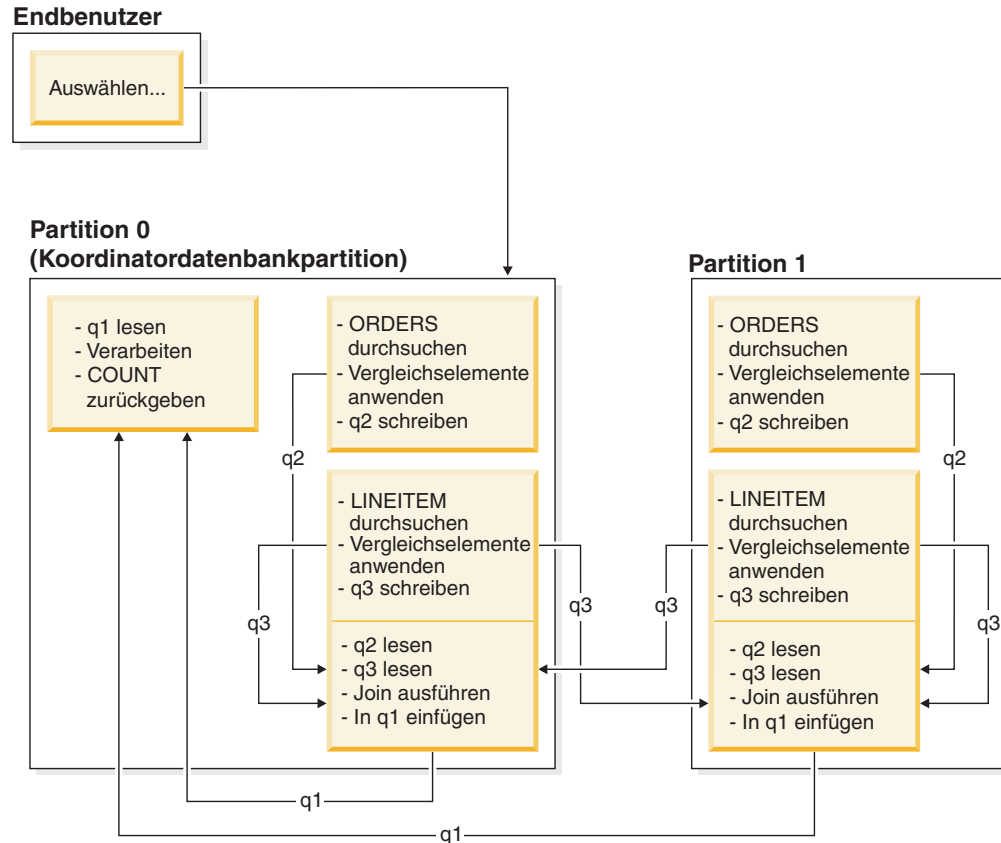 Endbenutzer
Auswählen...
Partition 0
(Koordinatordatenbankpartition)
- q1 lesen
- Verarbeiten
- COUNT
zurückgeben
- ORDERS
durchsuchen
- Vergleichselemente
anwenden
- q2 schreiben
q2
- LINEITEM
durchsuchen
- Vergleichselemente
anwenden
- q3 schreiben
q3
q3
- q2 lesen
- q3 lesen
- Join ausführen
- In q1 einfügen
q1
Partition 1
- ORDERS
durchsuchen
- Vergleichselemente
anwenden
- q2 schreiben
q2
- LINEITEM
durchsuchen
- Vergleichselemente
anwenden
- q3 schreiben
q3
q3
- q2 lesen
- q3 lesen
- Join ausführen
- In q1 einfügen
q1